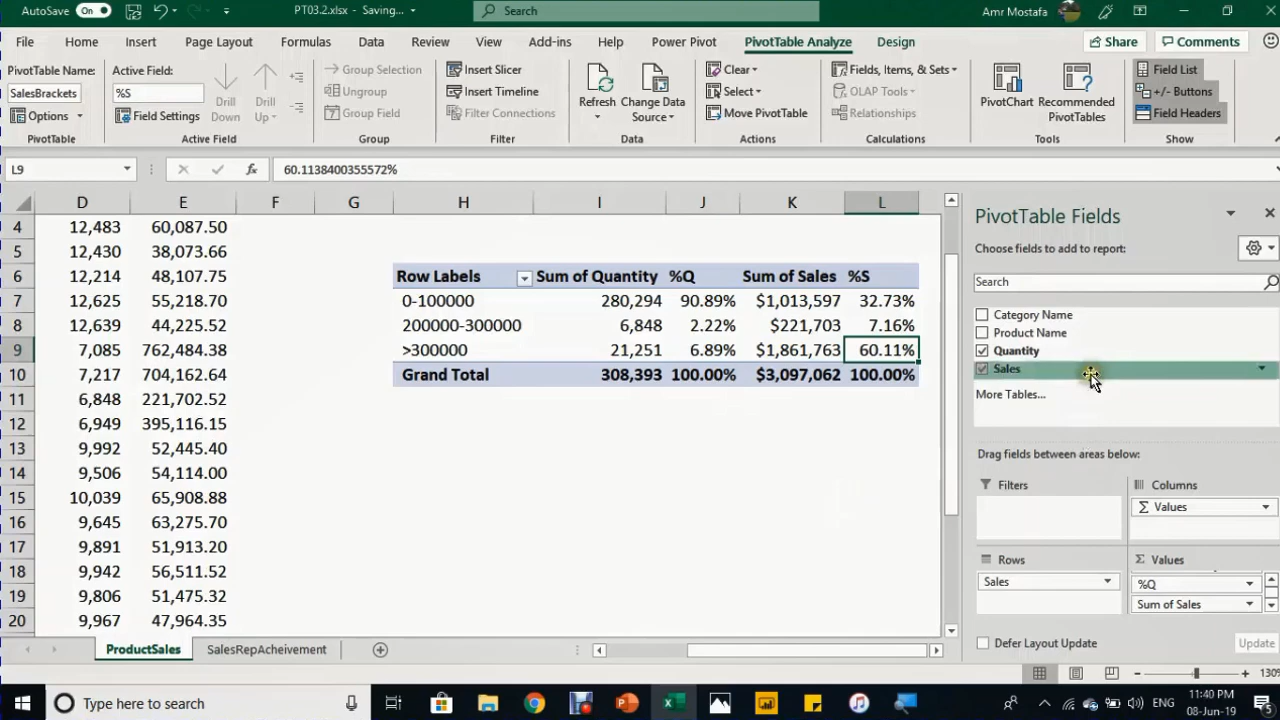 AutoSave On PT03.2.xlsx - Saving... Search Amr Mostafa
File Home Insert Page Layout Formulas Data Review View Add-ins Help Power Pivot PivotTable Analyze Design Share Comments
PivotTable Name: Active Field: Group Selection Insert Slicer Clear Fields, Items, & Sets Field List
SalesBrackets %S Drill Down Drill Up Ungroup Insert Timeline Refresh Change Data Source Select OLAP Tools PivotChart Recommended PivotTables +/- Buttons
Options Field Settings Group Field Filter Connections Move PivotTable Relationships Field Headers
PivotTable Active Field Group Filter Data Actions Calculations Tools Show
L9 fx 60.1138400355572%
D E F G H I J K L
4 12,483 60,087.50
5 12,430 38,073.66
6 12,214 48,107.75 Row Labels Sum of Quantity %Q Sum of Sales %S
7 12,625 55,218.70 0-100000 280,294 90.89% $1,013,597 32.73%
8 12,639 44,225.52 200000-300000 6,848 2.22% $221,703 7.16%
9 7,085 762,484.38 >300000 21,251 6.89% $1,861,763 60.11%
10 7,217 704,162.64 Grand Total 308,393 100.00% $3,097,062 100.00%
11 6,848 221,702.52
12 6,949 395,116.15
13 9,992 52,445.40
14 9,506 54,114.00
15 10,039 65,908.88
16 9,645 63,275.70
17 9,891 51,913.20
18 9,942 56,511.52
19 9,806 51,475.32
20 9,967 47,964.35
PivotTable Fields
Choose fields to add to report:
Search
Category Name
Product Name
Quantity
Sales
More Tables...
Drag fields between areas below:
Filters Columns
Σ Values
Rows Σ Values
Sales %Q
Sum of Sales
Defer Layout Update Update
ProductSales SalesRepAcheivement
130%
Type here to search ENG 11:40 PM
08-Jun-19 5